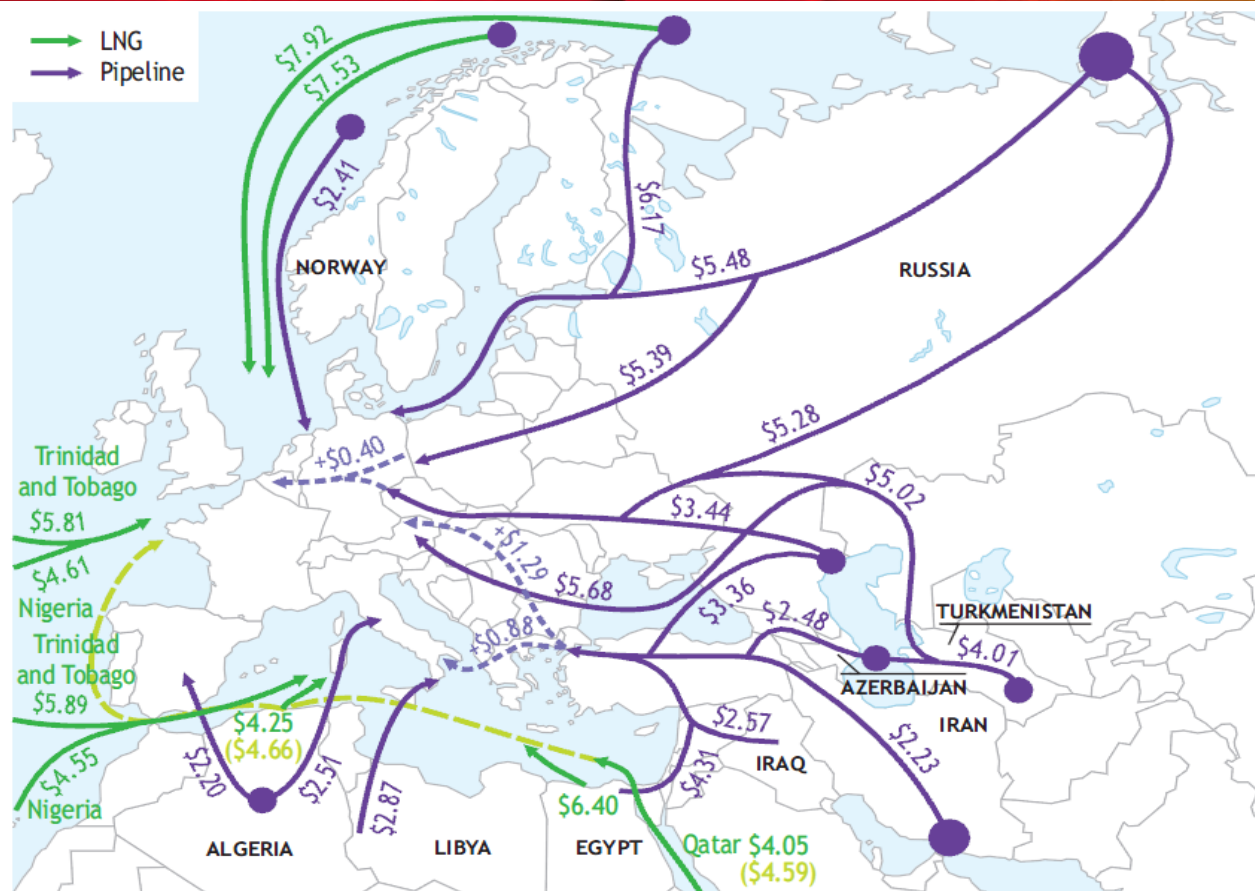 LNG
Pipeline
$7.92
$7.53
$2.41
$6.17
NORWAY
$5.48
RUSSIA
$5.39
$5.28
+$0.40
Trinidad
and Tobago
$5.81
$4.61
Nigeria
$5.02
$3.44
+$1.29
$5.68
$3.36
$2.48
+$0.88
TURKMENISTAN
$4.01
AZERBAIJAN
IRAN
Trinidad
and Tobago
$5.89
$4.25
($4.66)
$4.55
Nigeria
$2.20
$2.51
$2.87
$2.57
IRAQ
$4.31
$2.23
$6.40
ALGERIA
LIBYA
EGYPT
Qatar $4.05
($4.59)